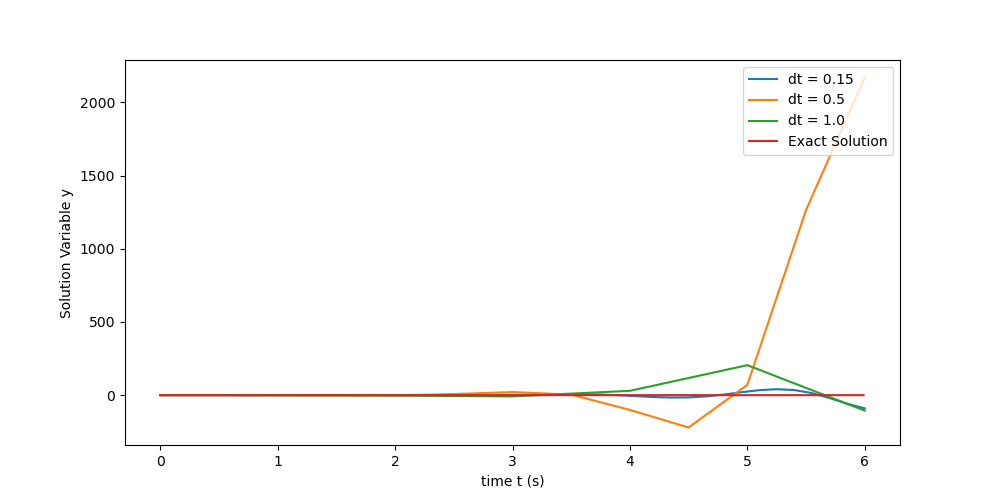 dt = 0.15
dt = 0.5
dt = 1.0
Exact Solution
Solution Variable y
2000
1500
1000
500
0
0 1 2 3 4 5 6
time t (s)